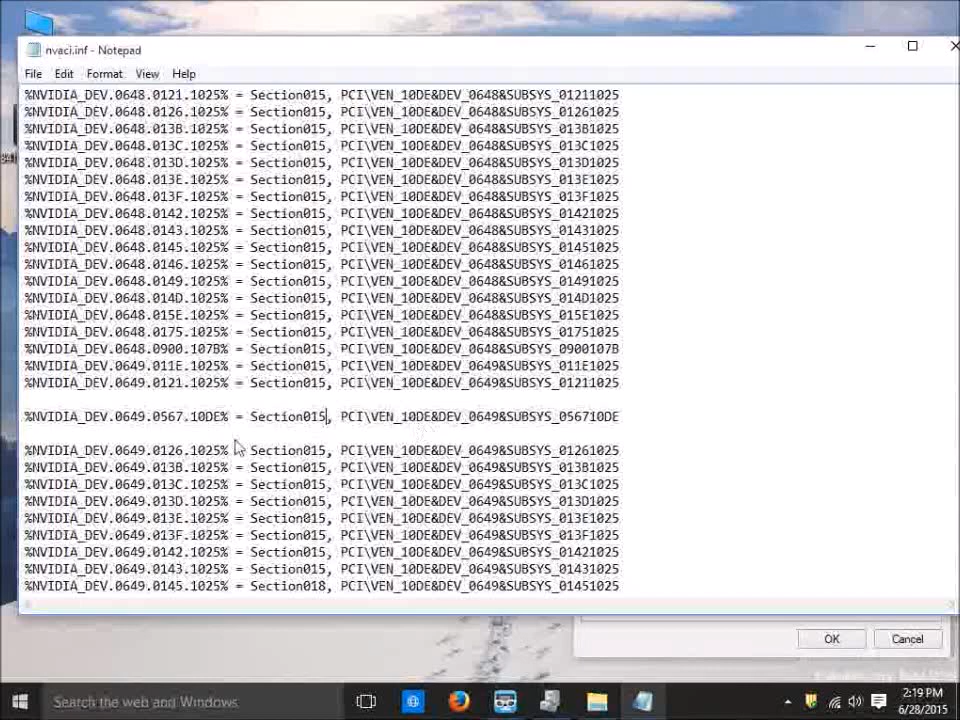 nvaci.inf - Notepad
File Edit Format View Help
%NVIDIA_DEV.0648.0121.1025% = Section015, PCI\VEN_10DE&DEV_0648&SUBSYS_01211025
%NVIDIA_DEV.0648.0126.1025% = Section015, PCI\VEN_10DE&DEV_0648&SUBSYS_01261025
%NVIDIA_DEV.0648.013B.1025% = Section015, PCI\VEN_10DE&DEV_0648&SUBSYS_013B1025
%NVIDIA_DEV.0648.013C.1025% = Section015, PCI\VEN_10DE&DEV_0648&SUBSYS_013C1025
%NVIDIA_DEV.0648.013D.1025% = Section015, PCI\VEN_10DE&DEV_0648&SUBSYS_013D1025
%NVIDIA_DEV.0648.013E.1025% = Section015, PCI\VEN_10DE&DEV_0648&SUBSYS_013E1025
%NVIDIA_DEV.0648.013F.1025% = Section015, PCI\VEN_10DE&DEV_0648&SUBSYS_013F1025
%NVIDIA_DEV.0648.0142.1025% = Section015, PCI\VEN_10DE&DEV_0648&SUBSYS_01421025
%NVIDIA_DEV.0648.0143.1025% = Section015, PCI\VEN_10DE&DEV_0648&SUBSYS_01431025
%NVIDIA_DEV.0648.0145.1025% = Section015, PCI\VEN_10DE&DEV_0648&SUBSYS_01451025
%NVIDIA_DEV.0648.0146.1025% = Section015, PCI\VEN_10DE&DEV_0648&SUBSYS_01461025
%NVIDIA_DEV.0648.0149.1025% = Section015, PCI\VEN_10DE&DEV_0648&SUBSYS_01491025
%NVIDIA_DEV.0648.014D.1025% = Section015, PCI\VEN_10DE&DEV_0648&SUBSYS_014D1025
%NVIDIA_DEV.0648.015E.1025% = Section015, PCI\VEN_10DE&DEV_0648&SUBSYS_015E1025
%NVIDIA_DEV.0648.0175.1025% = Section015, PCI\VEN_10DE&DEV_0648&SUBSYS_01751025
%NVIDIA_DEV.0648.0900.107B% = Section015, PCI\VEN_10DE&DEV_0648&SUBSYS_0900107B
%NVIDIA_DEV.0649.011E.1025% = Section015, PCI\VEN_10DE&DEV_0649&SUBSYS_011E1025
%NVIDIA_DEV.0649.0121.1025% = Section015, PCI\VEN_10DE&DEV_0649&SUBSYS_01211025
%NVIDIA_DEV.0649.0567.10DE% = Section015, PCI\VEN_10DE&DEV_0649&SUBSYS_056710DE
%NVIDIA_DEV.0649.0126.1025% = Section015, PCI\VEN_10DE&DEV_0649&SUBSYS_01261025
%NVIDIA_DEV.0649.013B.1025% = Section015, PCI\VEN_10DE&DEV_0649&SUBSYS_013B1025
%NVIDIA_DEV.0649.013C.1025% = Section015, PCI\VEN_10DE&DEV_0649&SUBSYS_013C1025
%NVIDIA_DEV.0649.013D.1025% = Section015, PCI\VEN_10DE&DEV_0649&SUBSYS_013D1025
%NVIDIA_DEV.0649.013E.1025% = Section015, PCI\VEN_10DE&DEV_0649&SUBSYS_013E1025
%NVIDIA_DEV.0649.013F.1025% = Section015, PCI\VEN_10DE&DEV_0649&SUBSYS_013F1025
%NVIDIA_DEV.0649.0142.1025% = Section015, PCI\VEN_10DE&DEV_0649&SUBSYS_01421025
%NVIDIA_DEV.0649.0143.1025% = Section015, PCI\VEN_10DE&DEV_0649&SUBSYS_01431025
%NVIDIA_DEV.0649.0145.1025% = Section018, PCI\VEN_10DE&DEV_0649&SUBSYS_01451025
OK Cancel
Search the web and Windows
2:19 PM
6/28/2015